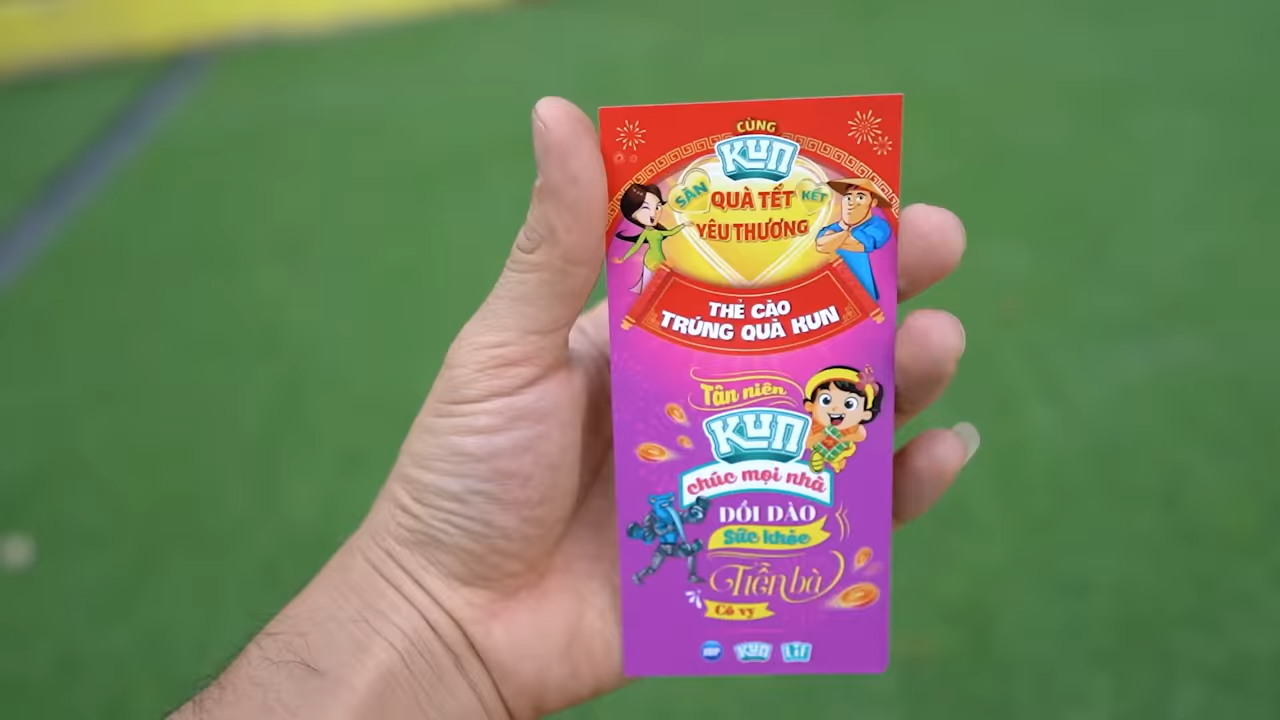 CÙNG
KUN
SĂN QUÀ TẾT KẾT
YÊU THƯƠNG
THẺ CÀO
TRÚNG QUÀ KUN
Tân niên
KUN
chúc mọi nhà
DỒI DÀO
Sức khỏe
Tiễn bà
Cô vy
IDP KUN Lif